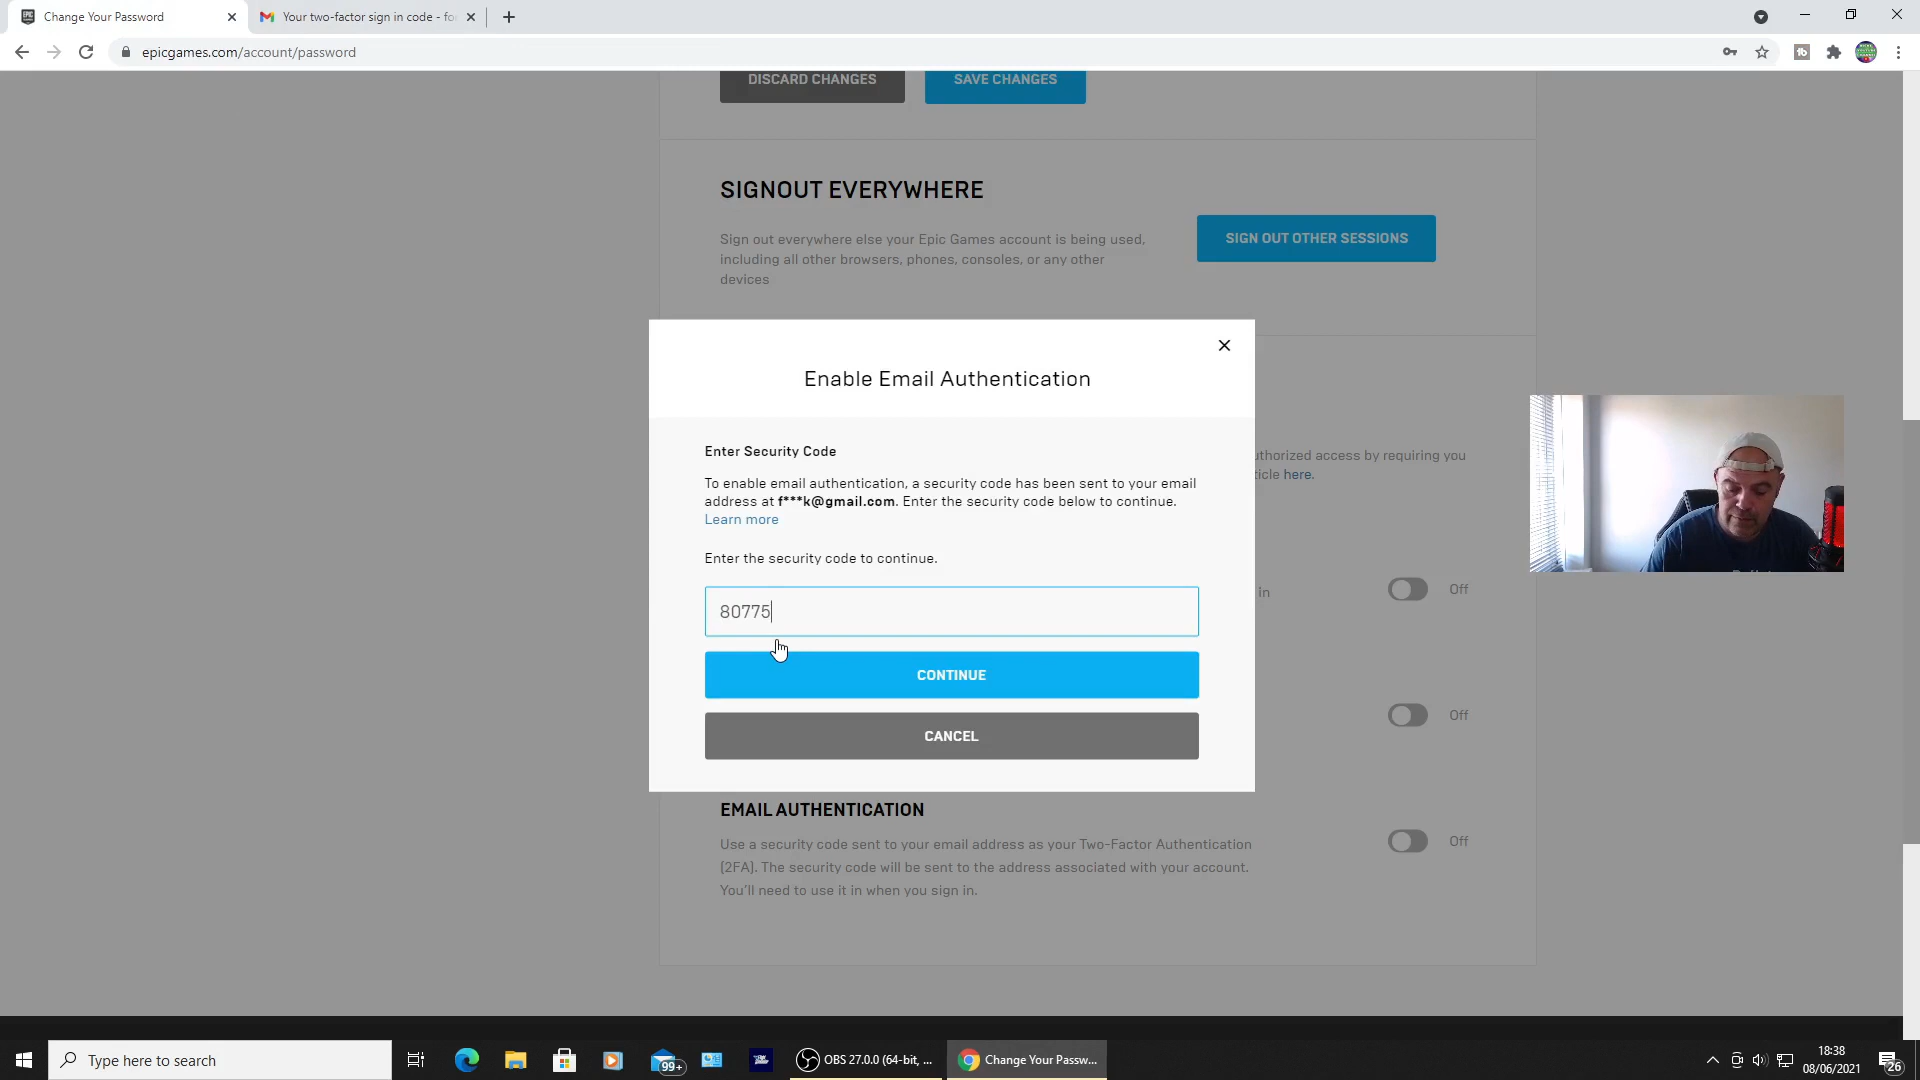 Change Your Password
Your two-factor sign in code - fo
epicgames.com/account/password
DISCARD CHANGES
SAVE CHANGES
SIGNOUT EVERYWHERE
Sign out everywhere else your Epic Games account is being used,
including all other browsers, phones, consoles, or any other
devices
SIGN OUT OTHER SESSIONS
Enable Email Authentication
Enter Security Code
To enable email authentication, a security code has been sent to your email
address at f***k@gmail.com. Enter the security code below to continue.
Learn more
Enter the security code to continue.
80775
CONTINUE
CANCEL
uthorized access by requiring you
ticle here.
in
Off
Off
EMAIL AUTHENTICATION
Use a security code sent to your email address as your Two-Factor Authentication
(2FA). The security code will be sent to the address associated with your account.
You'll need to use it in when you sign in.
Off
Type here to search
99+
OBS 27.0.0 (64-bit, ...
Change Your Passw...
18:38
08/06/2021
26